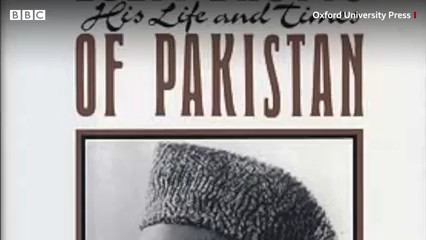 BBC
Oxford University Press
His Life and Times
OF PAKISTAN